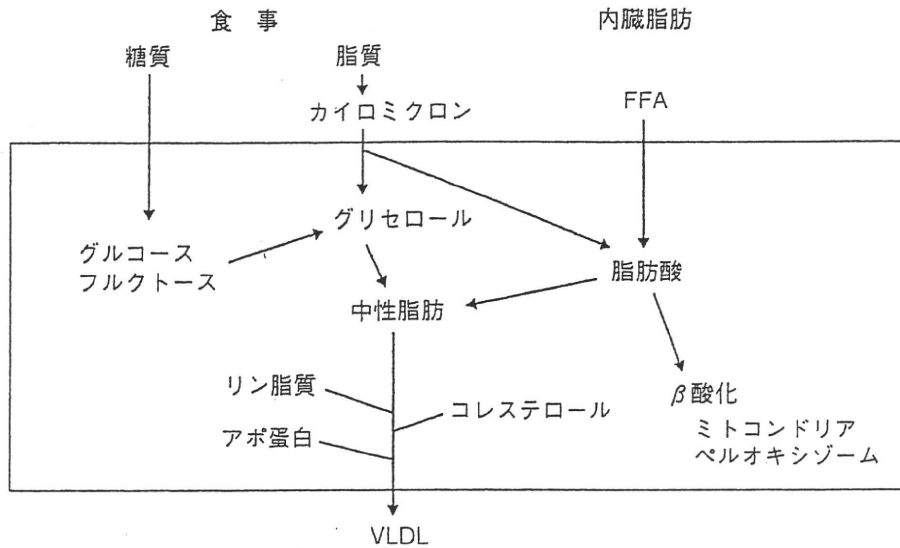 食 事
内臓脂肪
糖質
脂質
カイロミクロン
FFA
グリセロール
グルコース
フルクトース
脂肪酸
中性脂肪
リン脂質
コレステロール
アポ蛋白
β酸化
ミトコンドリア
ペルオキシゾーム
VLDL